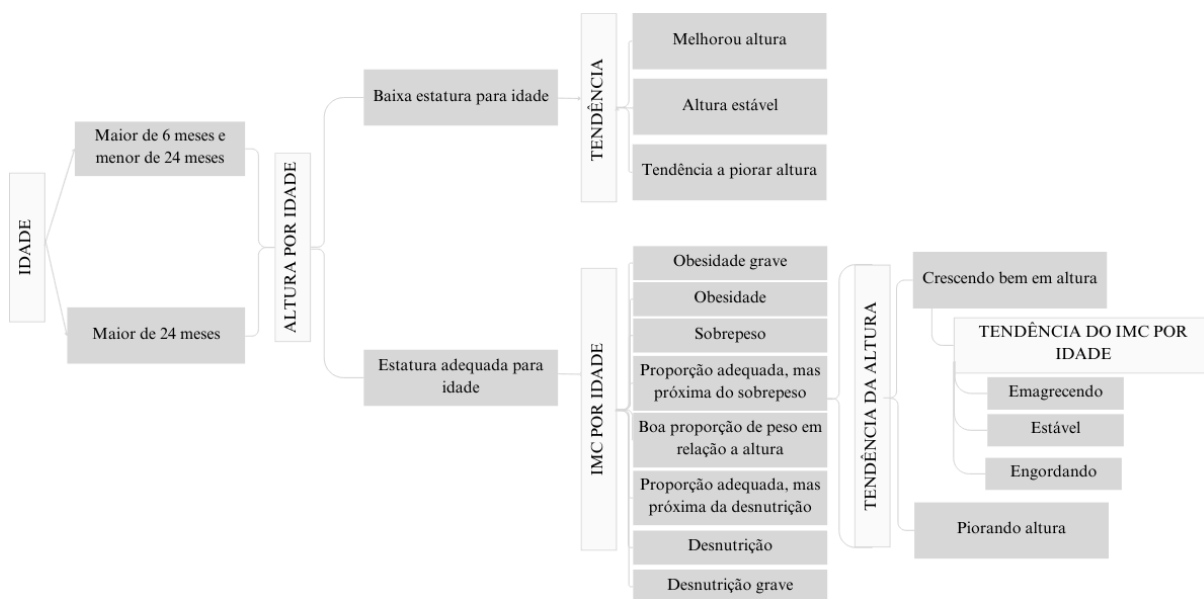 IDADE
Maior de 6 meses e
menor de 24 meses
Maior de 24 meses
ALTURA POR IDADE
Baixa estatura para idade
TENDÊNCIA
Melhorou altura
Altura estável
Tendência a piorar altura
Estatura adequada para
idade
IMC POR IDADE
Obesidade grave
Obesidade
Sobrepeso
Proporção adequada, mas
próxima do sobrepeso
Boa proporção de peso em
relação a altura
Proporção adequada, mas
próxima da desnutrição
Desnutrição
Desnutrição grave
TENDÊNCIA DA ALTURA
Crescendo bem em altura
TENDÊNCIA DO IMC POR
IDADE
Emagrecendo
Estável
Engordando
Piorando altura